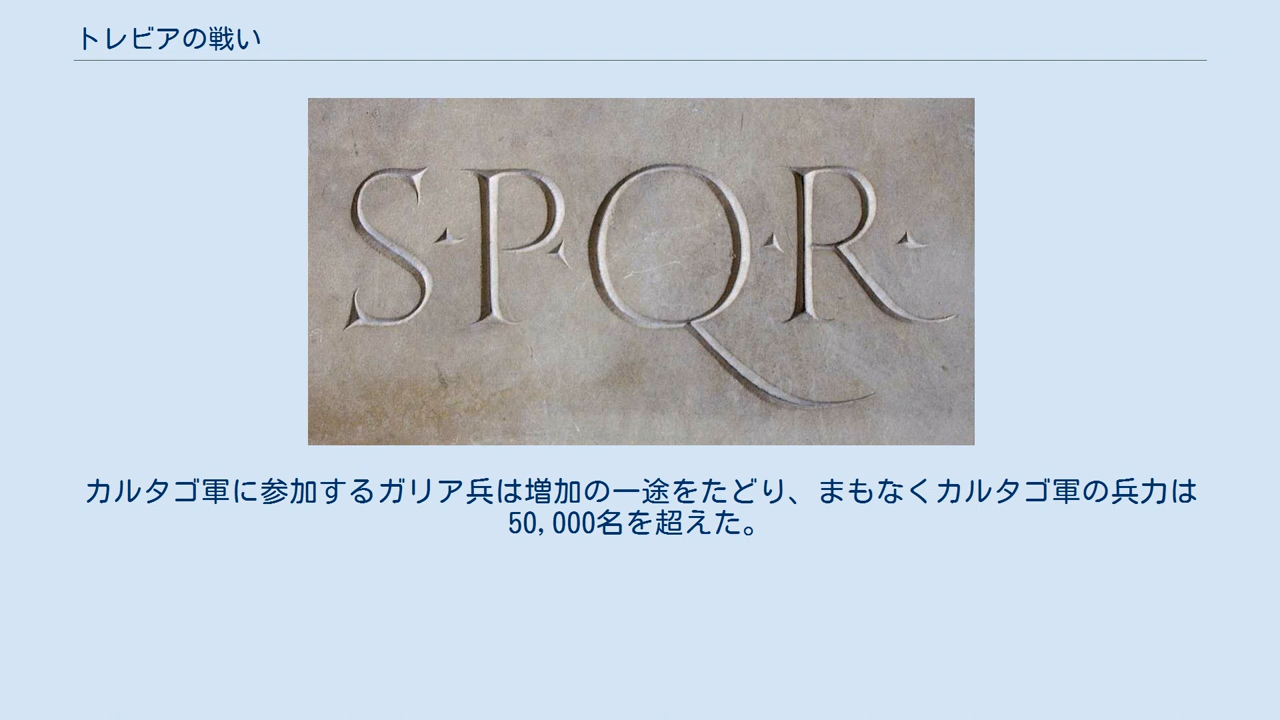 トレビアの戦い
S·P·Q·R·
カルタゴ軍に参加するガリア兵は増加の一途をたどり、まもなくカルタゴ軍の兵力は
50,000名を超えた。